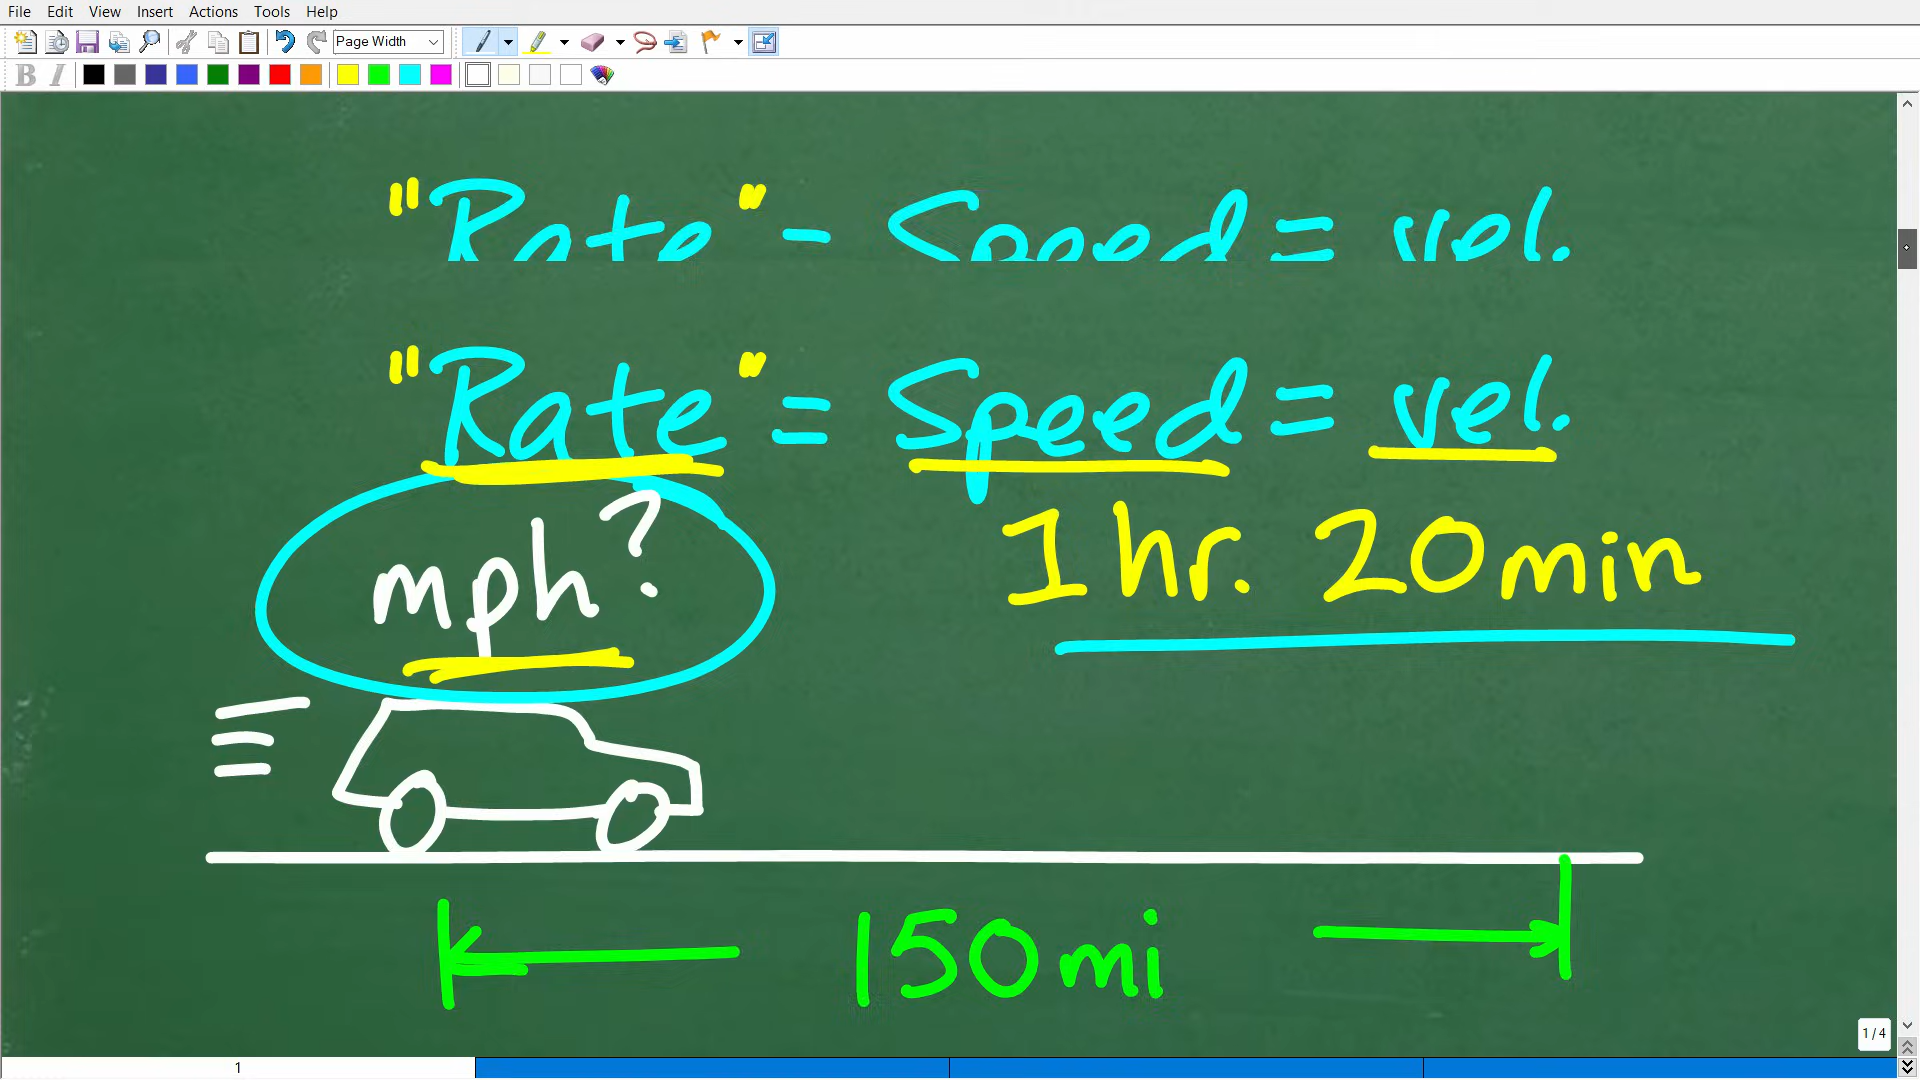 File Edit View Insert Actions Tools Help
Page Width
B I
"Rate" - Speed = vel.
"Rate" = Speed = vel.
mph?
1 hr. 20 min
150 mi
1 / 4
1